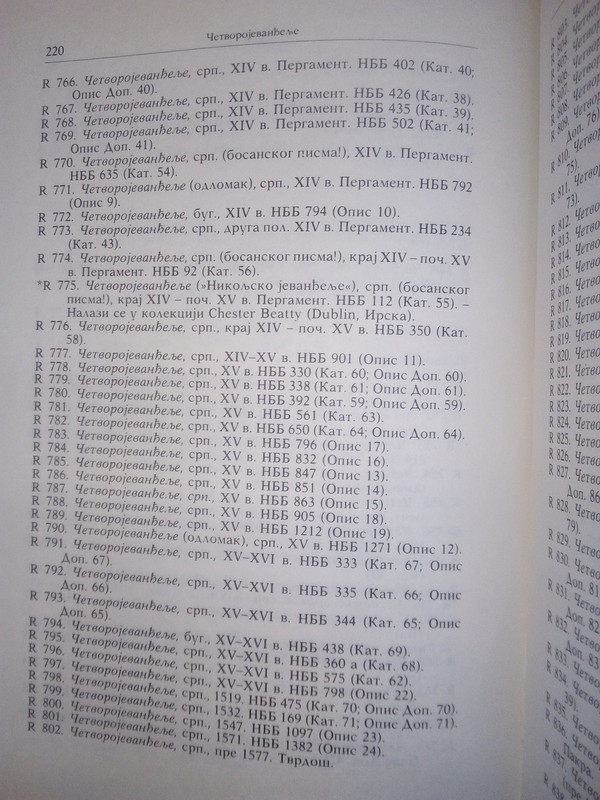 220
Четворојеванђеље
R 766. Четворојеванђеље, срп., XIV в. Пергамент. НББ 402 (Кат. 40;
Опис Доп. 40).
R 767. Четворојеванђеље, срп., XIV в. Пергамент. НББ 426 (Кат. 38).
R 768. Четворојеванђеље, срп., XIV в. Пергамент. НББ 435 (Кат. 39).
R 769. Четворојеванђеље, срп., XIV в. Пергамент. НББ 502 (Кат. 41;
Опис Доп. 41).
R 770. Четворојеванђеље, срп. (босанског писма!), XIV в. Пергамент.
НББ 635 (Кат. 54).
R 771. Четворојеванђеље (одломак), срп., XIV в. Пергамент. НББ 792
(Опис 9).
R 772. Четворојеванђеље, буг., XIV в. НББ 794 (Опис 10).
R 773. Четворојеванђеље, срп., друга пол. XIV в. Пергамент. НББ 234
(Кат. 43).
R 774. Четворојеванђеље, срп. (босанског писма!), крај XIV – поч. XV
в. Пергамент. НББ 92 (Кат. 56).
*R 775. Четворојеванђеље (»Никољско јеванђеље«), срп. (босанског
писма!), крај XIV – поч. XV в. Пергамент. НББ 112 (Кат. 55). –
Налази се у колекцији Chester Beatty (Dublin, Ирска).
R 776. Четворојеванђеље, срп., крај XIV – поч. XV в. НББ 350 (Кат.
58).
R 777. Четворојеванђеље, срп., XIV–XV в. НББ 901 (Опис 11).
R 778. Четворојеванђеље, срп., XV в. НББ 330 (Кат. 60; Опис Доп. 60).
R 779. Четворојеванђеље, срп., XV в. НББ 338 (Кат. 61; Опис Доп. 61).
R 780. Четворојеванђеље, срп., XV в. НББ 392 (Кат. 59; Опис Доп. 59).
R 781. Четворојеванђеље, срп., XV в. НББ 561 (Кат. 63).
R 782. Четворојеванђеље, срп., XV в. НББ 650 (Кат. 64; Опис Доп. 64).
R 783. Четворојеванђеље, срп., XV в. НББ 796 (Опис 17).
R 784. Четворојеванђеље, срп., XV в. НББ 832 (Опис 16).
R 785. Четворојеванђеље, срп., XV в. НББ 847 (Опис 13).
R 786. Четворојеванђеље, срп., XV в. НББ 851 (Опис 14).
R 787. Четворојеванђеље, срп., XV в. НББ 863 (Опис 15).
R 788. Четворојеванђеље, срп., XV в. НББ 905 (Опис 18).
R 789. Четворојеванђеље, срп., XV в. НББ 1212 (Опис 19).
R 790. Четворојеванђеље (одломак), срп., XV в. НББ 1271 (Опис 12).
R 791. Четворојеванђеље, срп., XV–XVI в. НББ 333 (Кат. 67; Опис
Доп. 67).
R 792. Четворојеванђеље, срп., XV–XVI в. НББ 335 (Кат. 66; Опис
Доп. 66).
R 793. Четворојеванђеље, срп., XV–XVI в. НББ 344 (Кат. 65; Опис
Доп. 65).
R 794. Четворојеванђеље, буг., XV–XVI в. НББ 438 (Кат. 69).
R 795. Четворојеванђеље, срп., XV–XVI в. НББ 360 а (Кат. 68).
R 796. Четворојеванђеље, срп., XV–XVI в. НББ 575 (Кат. 62).
R 797. Четворојеванђеље, срп., XV–XVI в. НББ 798 (Опис 22).
R 798. Четворојеванђеље, срп., 1519. НББ 475 (Кат. 70; Опис Доп. 70).
R 799. Четворојеванђеље, срп., 1532. НББ 169 (Кат. 71; Опис Доп. 71).
R 800. Четворојеванђеље, срп., 1547. НББ 1097 (Опис 23).
R 801. Четворојеванђеље, срп., 1571. НББ 1382 (Опис 24).
R 802. Четворојеванђеље, срп., пре 1577. Тврдош.